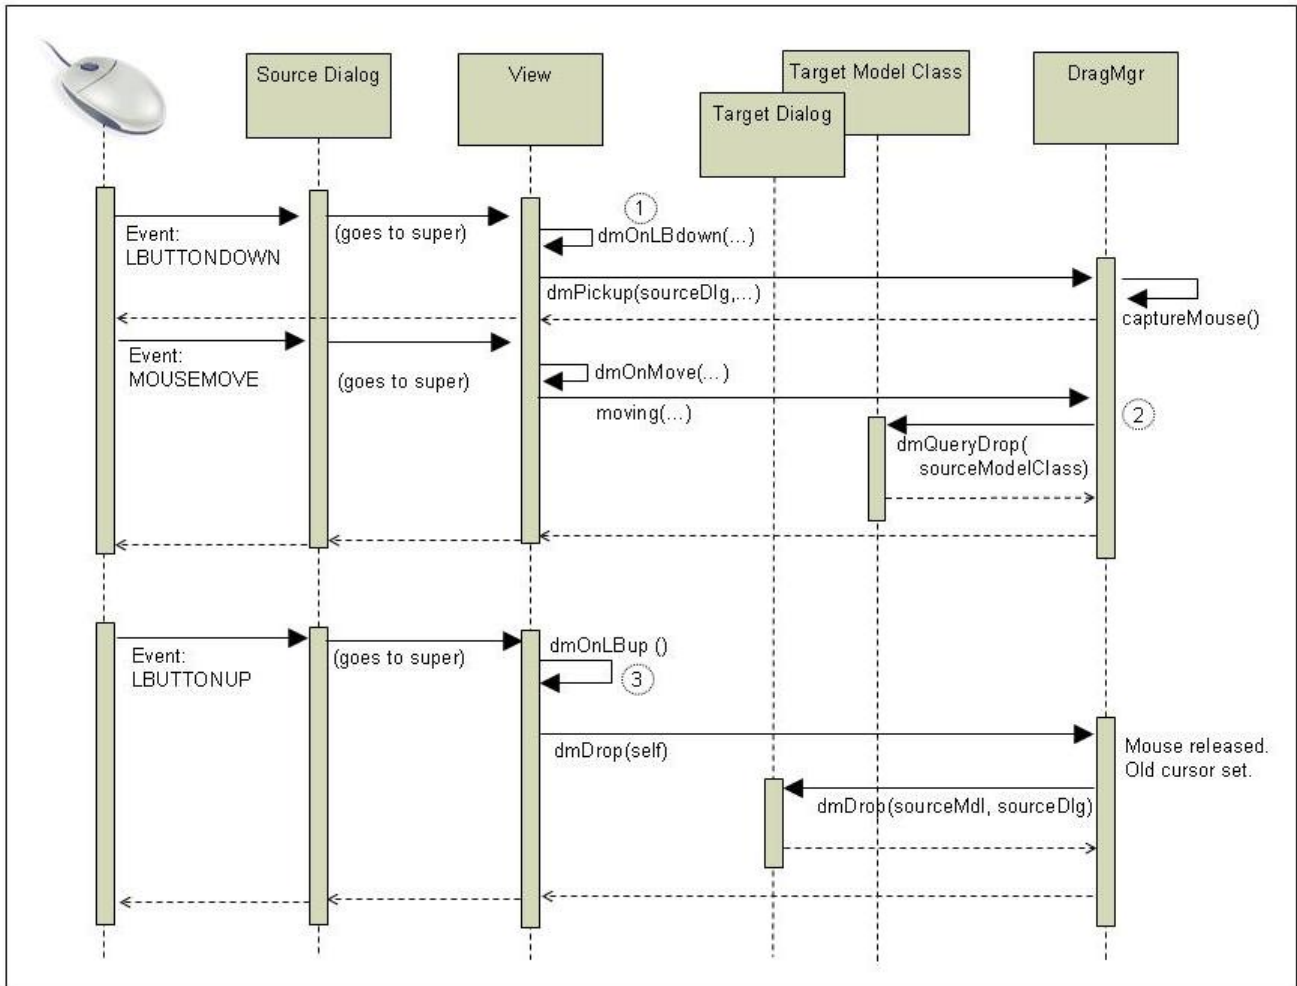 Source Dialog
View
Target Model Class
Target Dialog
DragMgr
1
Event:
LBUTTONDOWN
(goes to super)
dmOnLBdown(...)
dmPickup(sourceDlg,...)
captureMouse()
Event:
MOUSEMOVE
(goes to super)
dmOnMove(...)
moving(...)
2
dmQueryDrop(
sourceModelClass)
Event:
LBUTTONUP
(goes to super)
dmOnLBup ()
3
dmDrop(self)
Mouse released.
Old cursor set.
dmDrop(sourceMdl, sourceDlg)